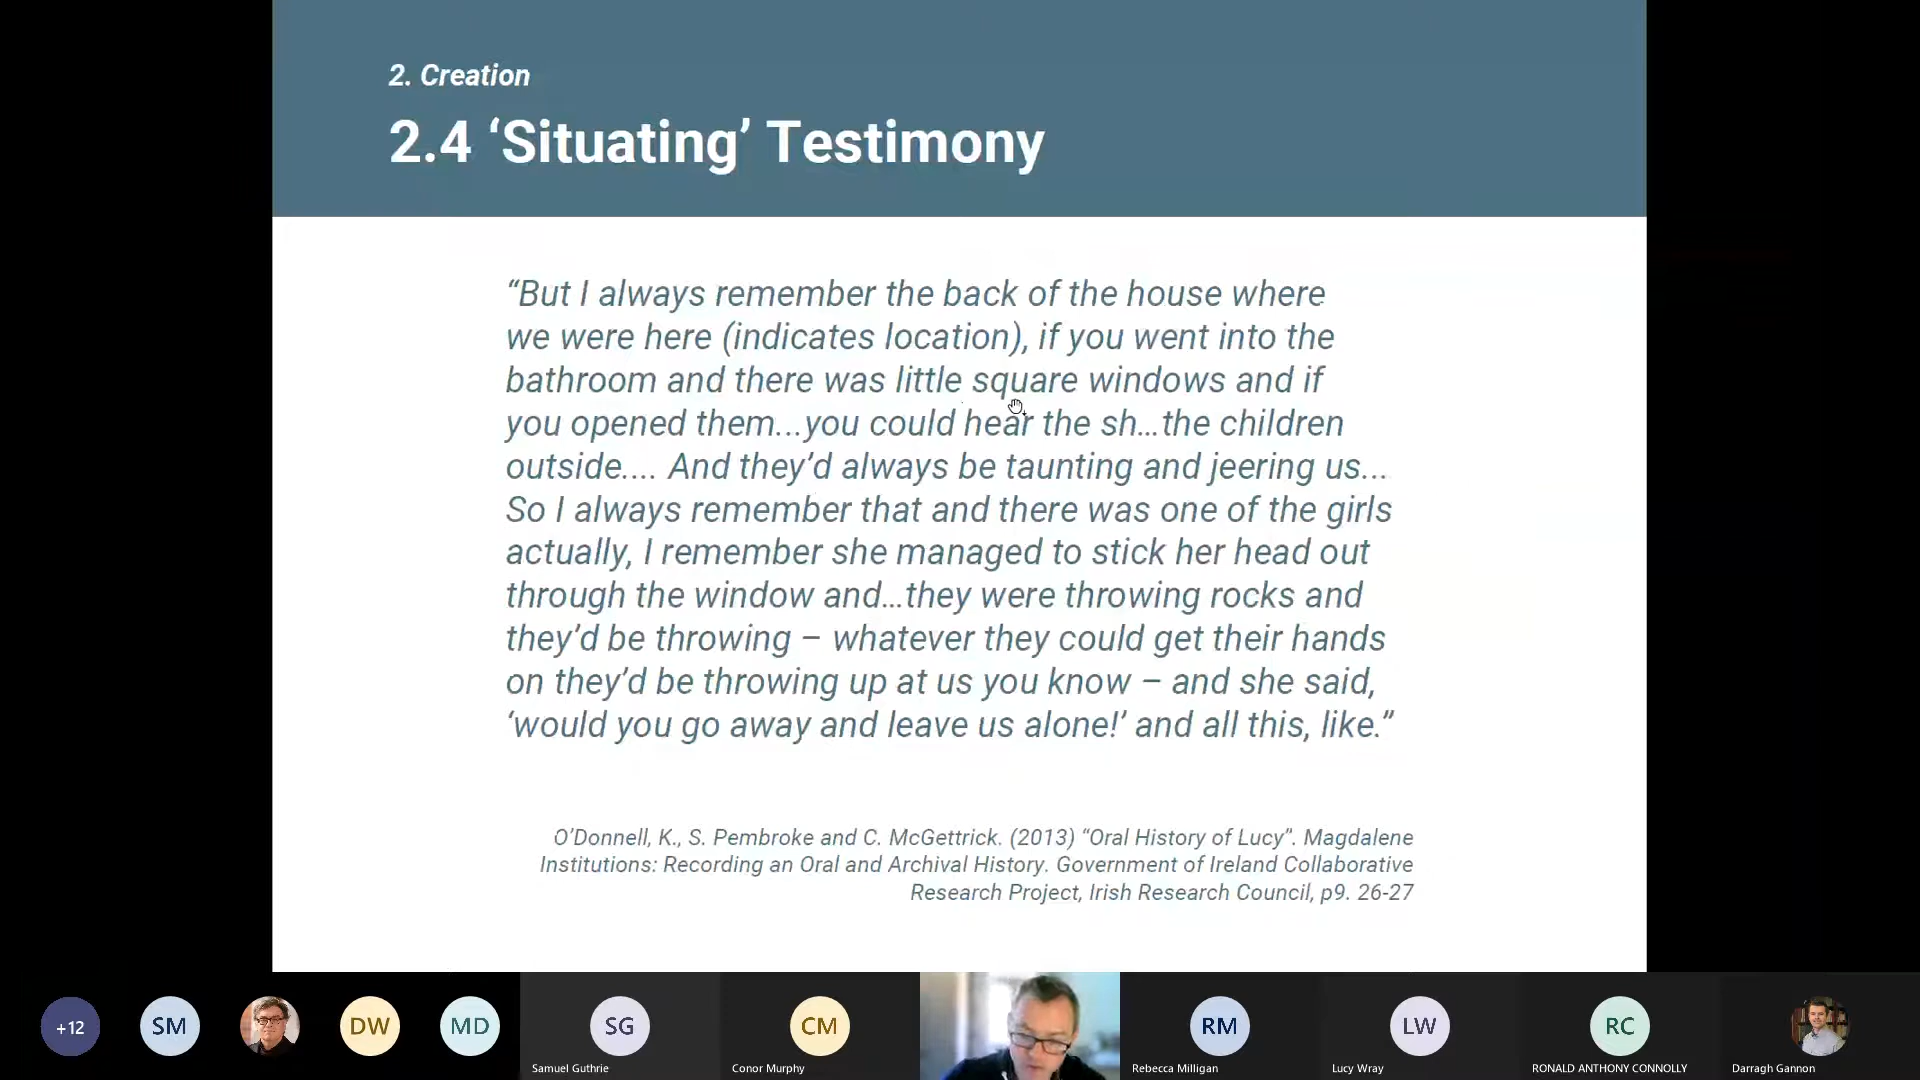 2. Creation
2.4 ‘Situating’ Testimony
“But I always remember the back of the house where
we were here (indicates location), if you went into the
bathroom and there was little square windows and if
you opened them...you could hear the sh...the children
outside.... And they’d always be taunting and jeering us...
So I always remember that and there was one of the girls
actually, I remember she managed to stick her head out
through the window and...they were throwing rocks and
they’d be throwing – whatever they could get their hands
on they’d be throwing up at us you know – and she said,
‘would you go away and leave us alone!’ and all this, like.”
O’Donnell, K., S. Pembroke and C. McGettrick. (2013) “Oral History of Lucy”. Magdalene
Institutions: Recording an Oral and Archival History. Government of Ireland Collaborative
Research Project, Irish Research Council, p9. 26-27
+12
SM
DW
MD
SG
Samuel Guthrie
CM
Conor Murphy
RM
Rebecca Milligan
LW
Lucy Wray
RC
RONALD ANTHONY CONNOLLY
Darragh Gannon